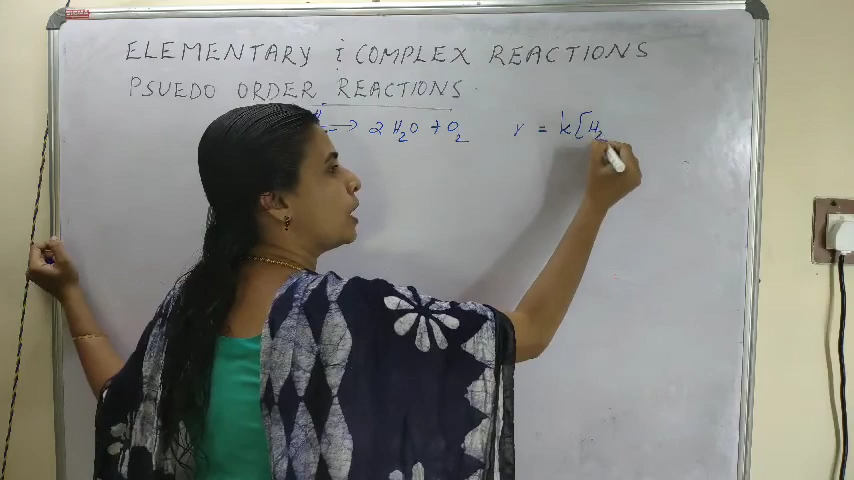 ELEMENTARY & COMPLEX REACTIONS
PSUEDO ORDER REACTIONS
→ 2H₂O + O₂ r = k[H₂